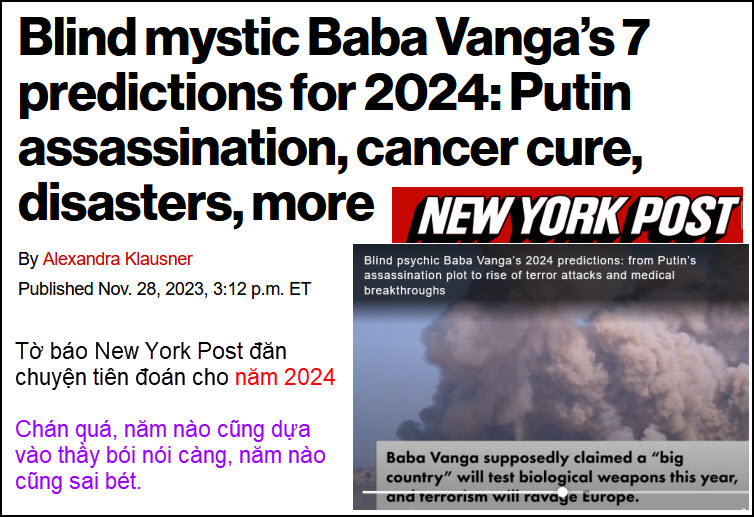 Blind mystic Baba Vanga’s 7
predictions for 2024: Putin
assassination, cancer cure,
disasters, more
NEW YORK POST
By Alexandra Klausner
Published Nov. 28, 2023, 3:12 p.m. ET
Blind psychic Baba Vanga’s 2024 predictions: from Putin’s
assassination plot to rise of terror attacks and medical
breakthroughs
Tờ báo New York Post đăn
chuyện tiên đoán cho năm 2024
Chán quá, năm nào cũng dựa
vào thầy bói nói càng, năm nào
cũng sai bét.
Baba Vanga supposedly claimed a “big
country” will test biological weapons this year,
and terrorism will ravage Europe.